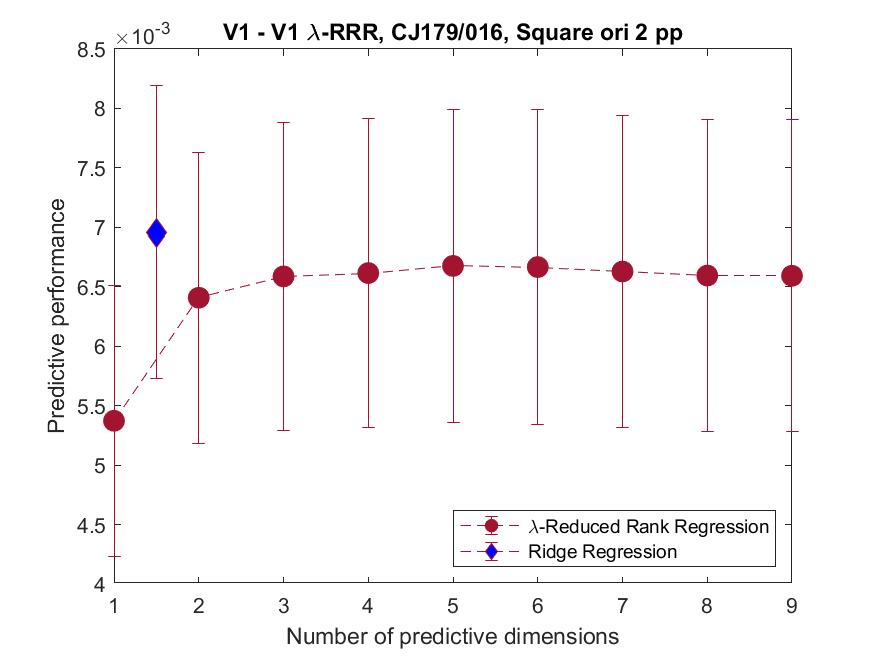 V1 - V1 λ-RRR, CJ179/016, Square ori 2 pp
×10-3
8.5
8
7.5
7
6.5
6
5.5
5
4.5
4
Predictive performance
1 2 3 4 5 6 7 8 9
Number of predictive dimensions
λ-Reduced Rank Regression
Ridge Regression